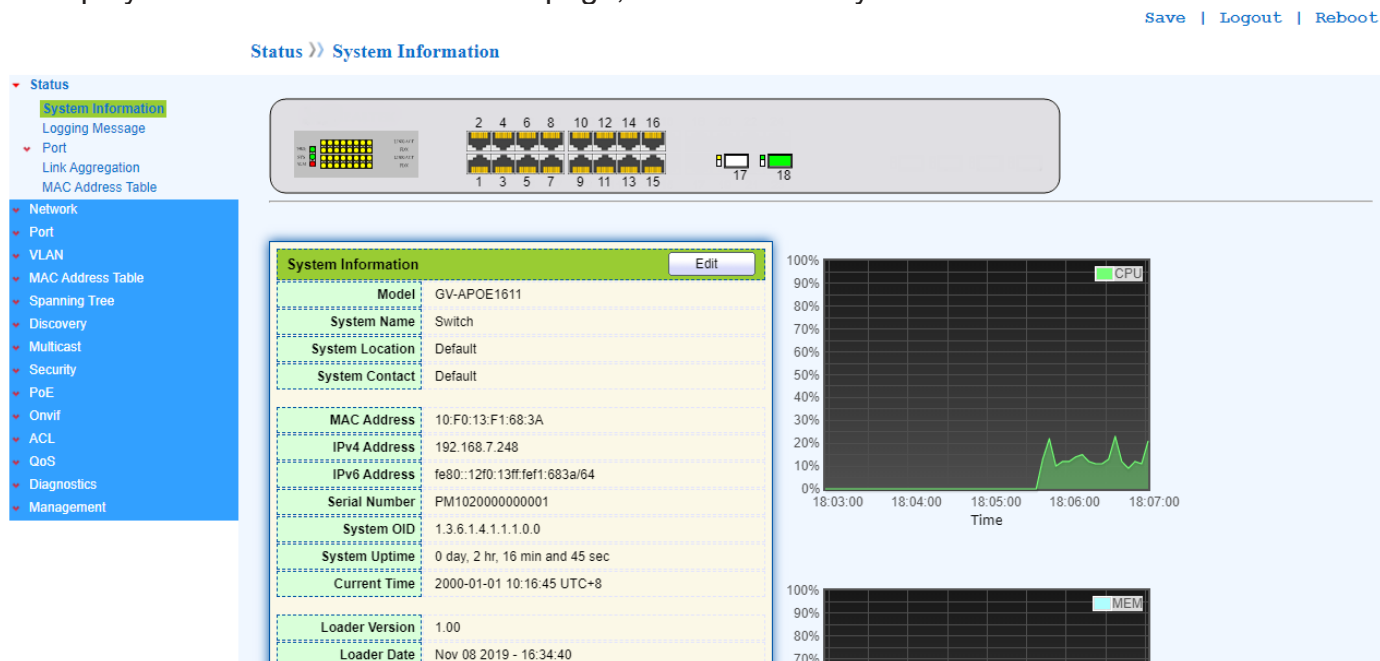 Save | Logout | Reboot
Status 》 System Information
Status
System Information
Logging Message
Port
Link Aggregation
MAC Address Table
Network
Port
VLAN
MAC Address Table
Spanning Tree
Discovery
Multicast
Security
PoE
Onvif
ACL
QoS
Diagnostics
Management
2 4 6 8 10 12 14 16
1 3 5 7 9 11 13 15
17 18
System Information Edit
Model GV-APOE1611
System Name Switch
System Location Default
System Contact Default
MAC Address 10:F0:13:F1:68:3A
IPv4 Address 192.168.7.248
IPv6 Address fe80::12f0:13ff:fef1:683a/64
Serial Number PM1020000000001
System OID 1.3.6.1.4.1.1.1.0.0
System Uptime 0 day, 2 hr, 16 min and 45 sec
Current Time 2000-01-01 10:16:45 UTC+8
Loader Version 1.00
Loader Date Nov 08 2019 - 16:34:40
CPU
100%
90%
80%
70%
60%
50%
40%
30%
20%
10%
0%
18:03:00 18:04:00 18:05:00 18:06:00 18:07:00
Time
MEM
100%
90%
80%
70%